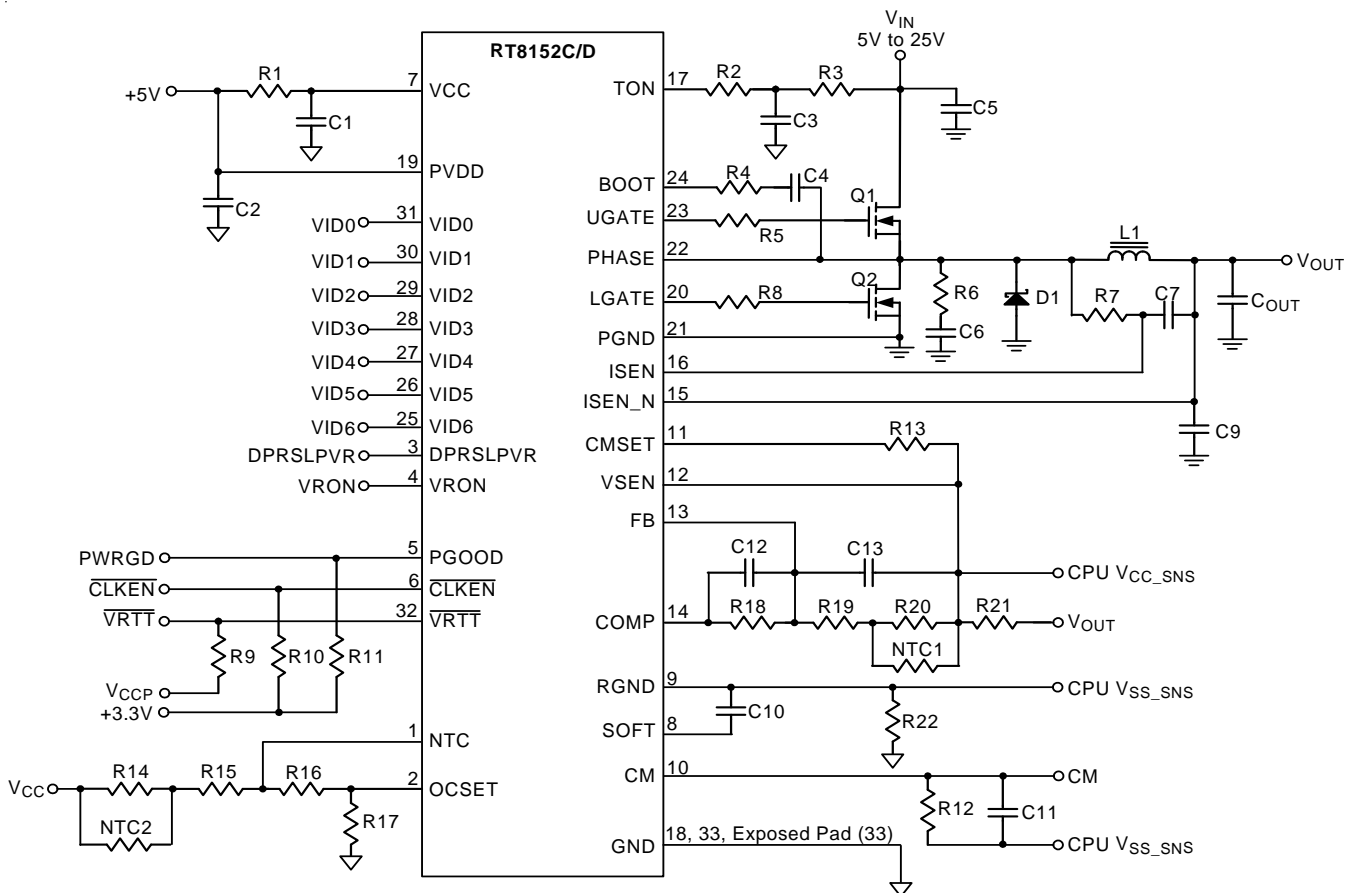 VIN
5V to 25V
RT8152C/D
+5V
R1
7
VCC
C1
19
PVDD
C2
VID0
31
VID0
VID1
30
VID1
VID2
29
VID2
VID3
28
VID3
VID4
27
VID4
VID5
26
VID5
VID6
25
VID6
DPRSLPVR
3
DPRSLPVR
VRON
4
VRON
PWRGD
5
PGOOD
CLKEN
6
CLKEN
VRTT
32
VRTT
R9
R10
R11
VCCP
+3.3V
1
NTC
VCC
R14
R15
R16
2
OCSET
NTC2
R17
TON
17
R2
R3
C3
C5
BOOT
24
R4
C4
UGATE
23
R5
Q1
PHASE
22
L1
VOUT
LGATE
20
R8
Q2
R6
C6
D1
R7
C7
COUT
PGND
21
ISEN
16
ISEN_N
15
C9
CMSET
11
R13
VSEN
12
FB
13
C12
C13
CPU VCC_SNS
COMP
14
R18
R19
R20
R21
VOUT
NTC1
RGND
9
CPU VSS_SNS
C10
R22
SOFT
8
CM
10
CM
R12
C11
GND
18, 33, Exposed Pad (33)
CPU VSS_SNS